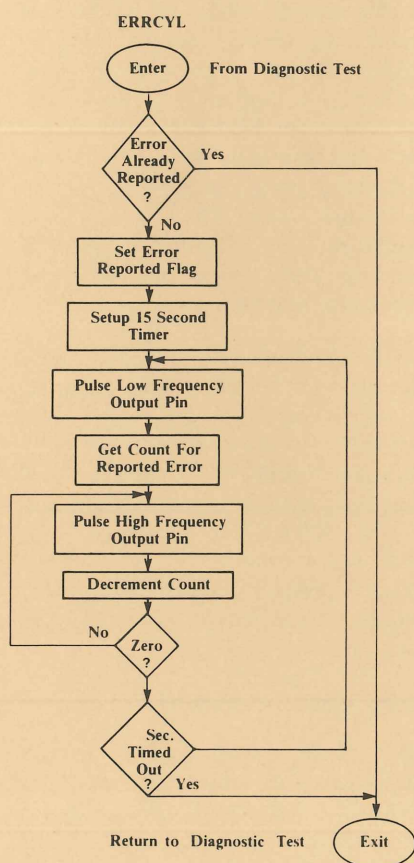 ERRCYL
Enter
From Diagnostic Test
Error
Already
Reported
?
Yes
No
Set Error
Reported Flag
Setup 15 Second
Timer
Pulse Low Frequency
Output Pin
Get Count For
Reported Error
Pulse High Frequency
Output Pin
Decrement Count
No
Zero
?
Sec.
Timed
Out
?
Yes
Return to Diagnostic Test
Exit